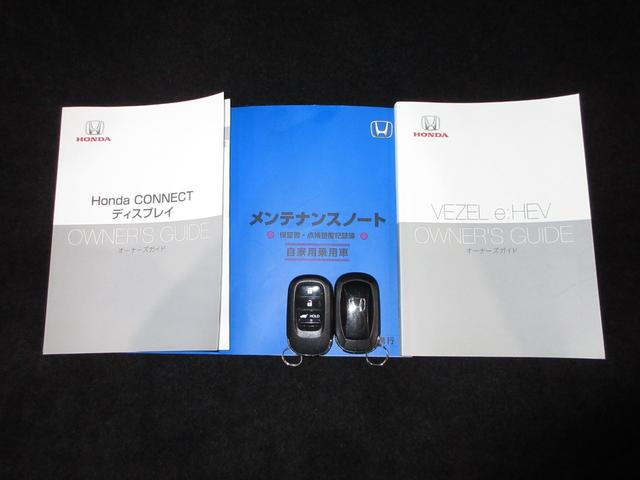 HONDA
Honda CONNECT
ディスプレイ
OWNER'S GUIDE
オーナーズガイド
メンテナンスノート
保証書・点検整備記録簿
自家用乗用車
行
HOLD
HONDA
VEZEL e:HEV
OWNER'S GUIDE
オーナーズガイド